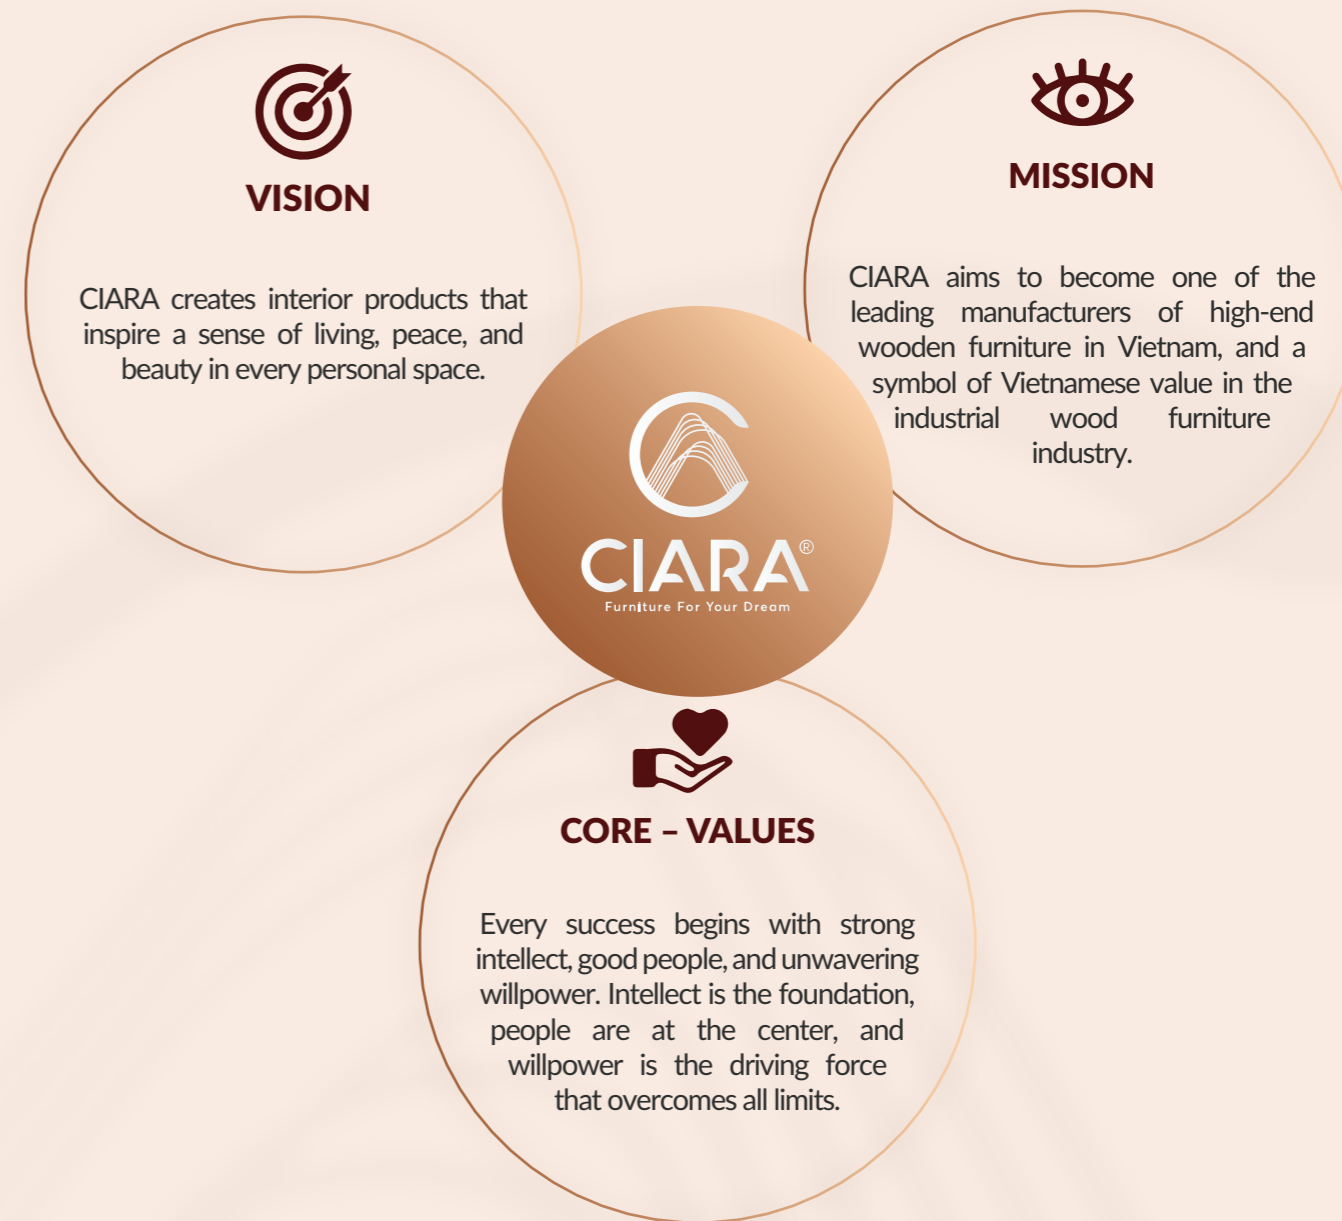 VISION
CIARA creates interior products that
inspire a sense of living, peace, and
beauty in every personal space.
MISSION
CIARA aims to become one of the
leading manufacturers of high-end
wooden furniture in Vietnam, and a
symbol of Vietnamese value in the
industrial wood furniture
industry.
CIARA®
Furniture For Your Dream
CORE – VALUES
Every success begins with strong
intellect, good people, and unwavering
willpower. Intellect is the foundation,
people are at the center, and
willpower is the driving force
that overcomes all limits.